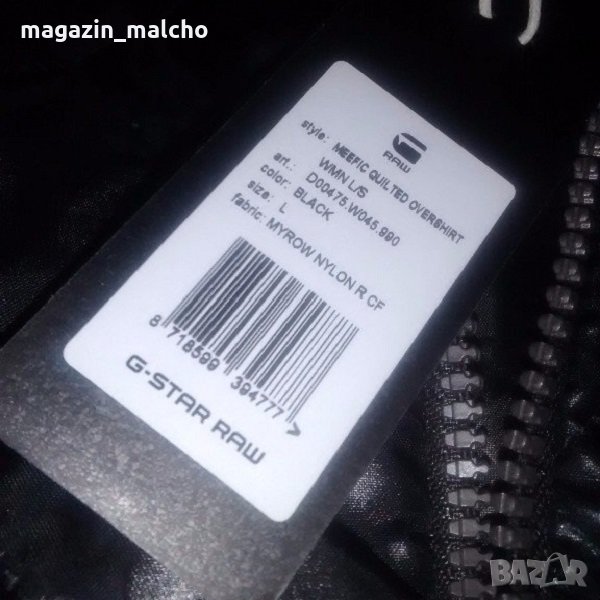 magazin_malcho
RAW
style: MEEFIC QUILTED OVERSHIRT
WMN L/S
art.: D00475.W045.990
color: BLACK
size: L
fabric: MYROW NYLON R CF
8 718599 394777 >
G-STAR RAW
BAZAR